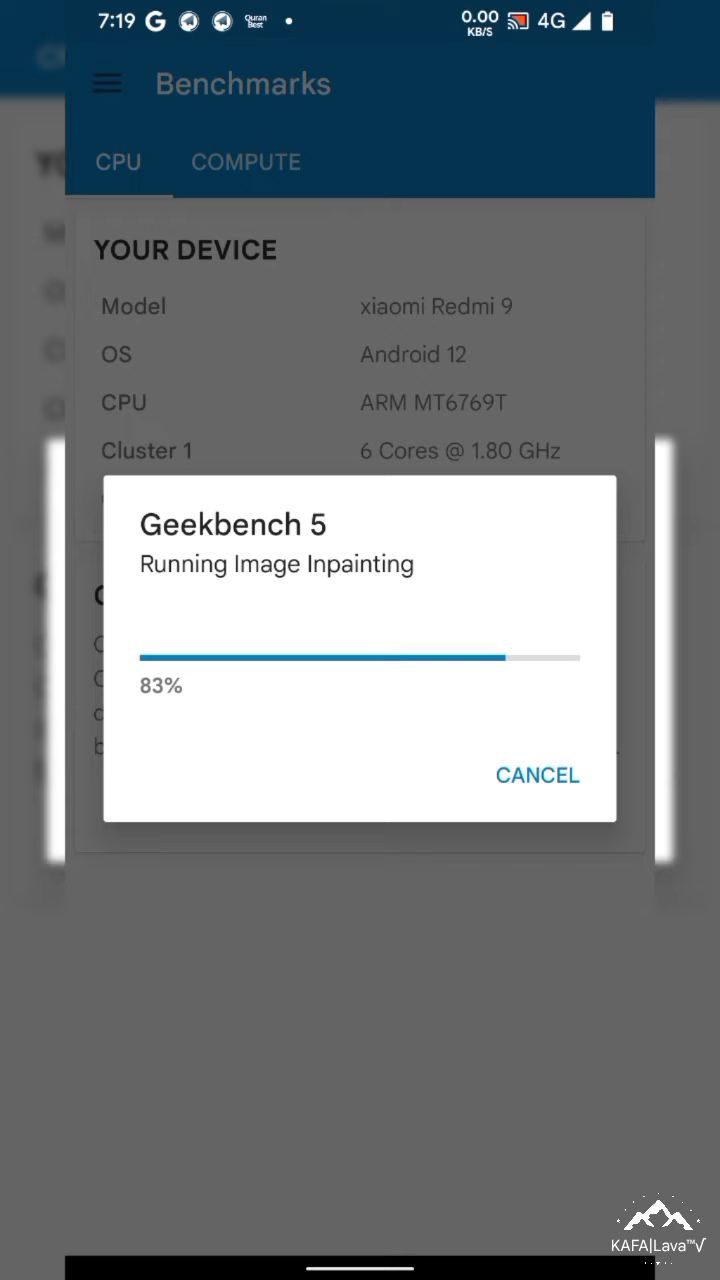 7:19 G Quran Best 0.00 KB/S 4G
Benchmarks
CPU COMPUTE
YOUR DEVICE
Model xiaomi Redmi 9
OS Android 12
CPU ARM MT6769T
Cluster 1 6 Cores @ 1.80 GHz
Geekbench 5
Running Image Inpainting
83%
CANCEL
KAFA|Lava™√